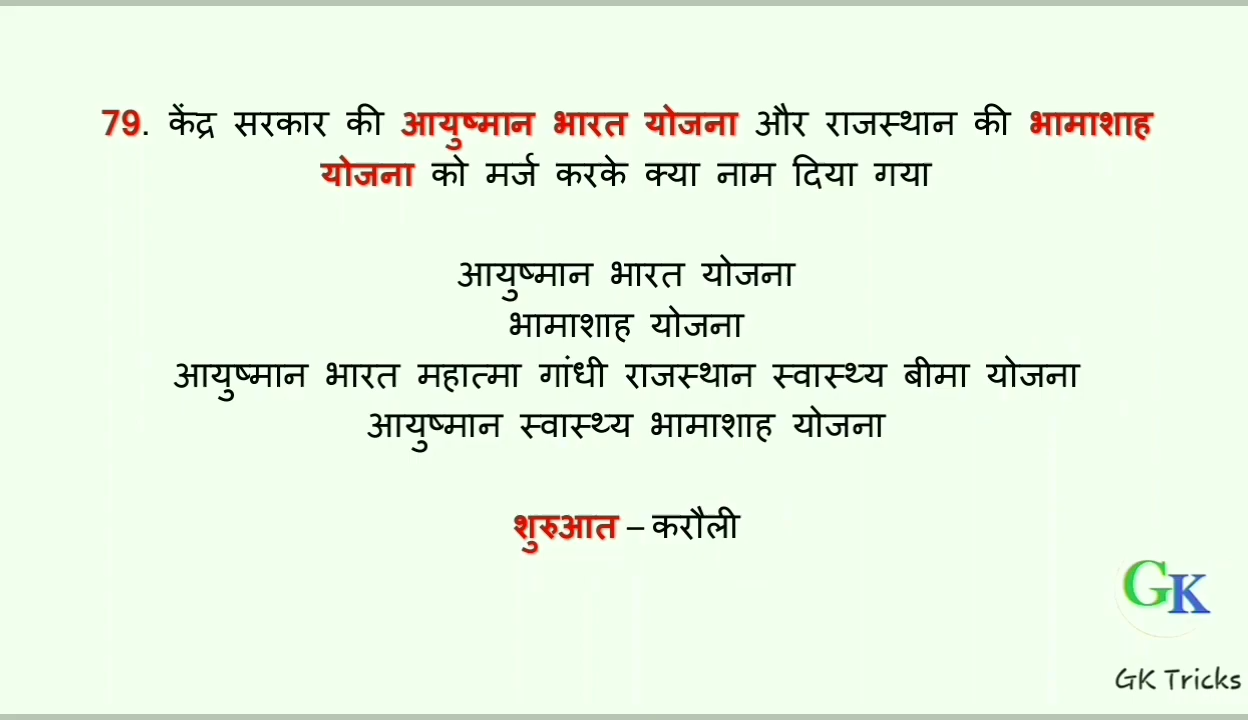 79. केंद्र सरकार की आयुष्मान भारत योजना और राजस्थान की भामाशाह
योजना को मर्ज करके क्या नाम दिया गया
आयुष्मान भारत योजना
भामाशाह योजना
आयुष्मान भारत महात्मा गांधी राजस्थान स्वास्थ्य बीमा योजना
आयुष्मान स्वास्थ्य भामाशाह योजना
शुरुआत – करौली
GK
GK Tricks